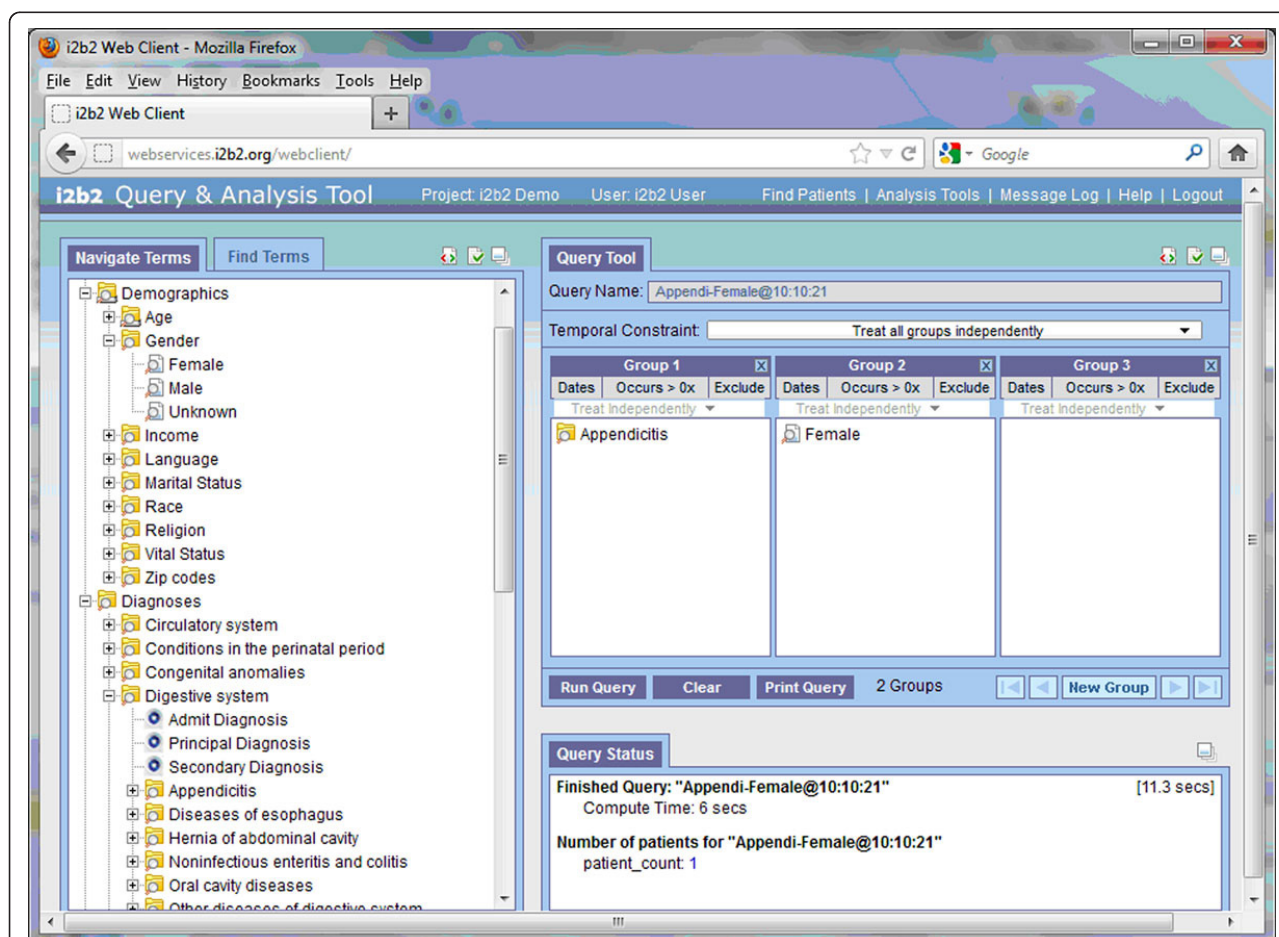 i2b2 Web Client - Mozilla Firefox
File Edit View History Bookmarks Tools Help
i2b2 Web Client
webservices.i2b2.org/webclient/
Google
i2b2 Query & Analysis Tool Project: i2b2 Demo User: i2b2 User Find Patients | Analysis Tools | Message Log | Help | Logout
Navigate Terms Find Terms
Demographics
Age
Gender
Female
Male
Unknown
Income
Language
Marital Status
Race
Religion
Vital Status
Zip codes
Diagnoses
Circulatory system
Conditions in the perinatal period
Congenital anomalies
Digestive system
Admit Diagnosis
Principal Diagnosis
Secondary Diagnosis
Appendicitis
Diseases of esophagus
Hernia of abdominal cavity
Noninfectious enteritis and colitis
Oral cavity diseases
Other diseases of digestive system
Query Tool
Query Name: Appendi-Female@10:10:21
Temporal Constraint: Treat all groups independently
Group 1 X Group 2 X Group 3 X
Dates Occurs > 0x Exclude Dates Occurs > 0x Exclude Dates Occurs > 0x Exclude
Treat Independently Treat Independently Treat Independently
Appendicitis Female
Run Query Clear Print Query 2 Groups New Group
Query Status
Finished Query: "Appendi-Female@10:10:21" [11.3 secs]
Compute Time: 6 secs
Number of patients for "Appendi-Female@10:10:21"
patient_count: 1